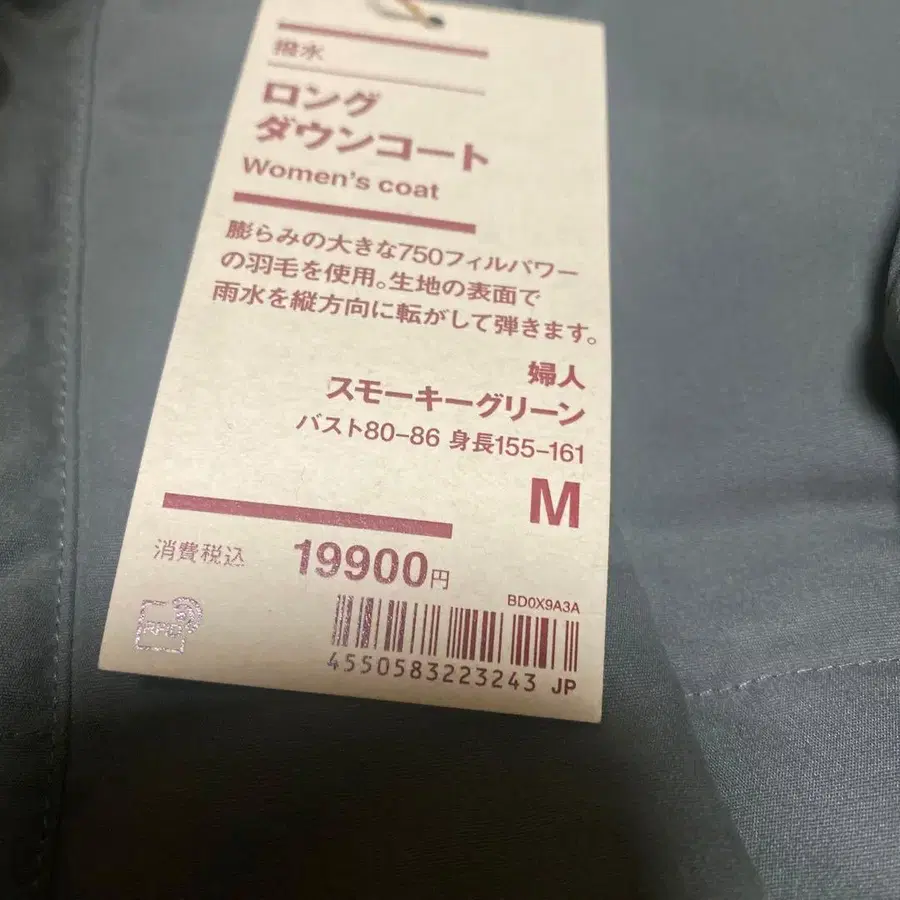 撥水
ロング
ダウンコート
Women's coat
膨らみの大きな750フィルパワー
の羽毛を使用。生地の表面で
雨水を縦方向に転がして弾きます。
婦人
スモーキーグリーン
バスト80-86 身長155-161
M
消費税込 19900円
BD0X9A3A
4550583223243 JP